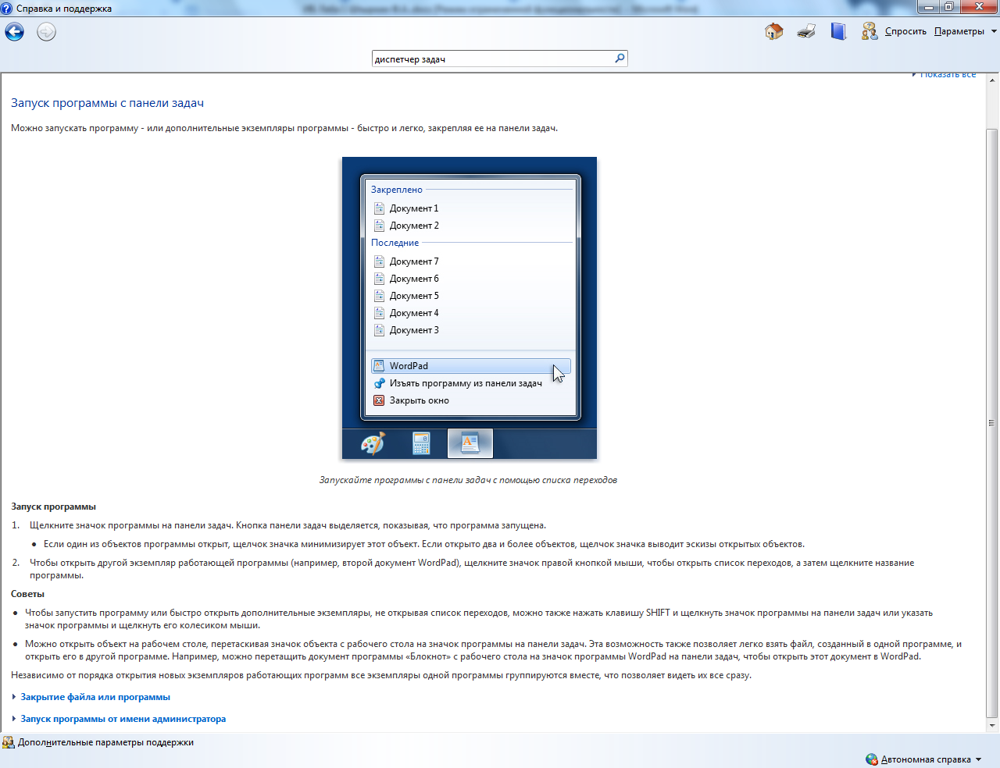 Справка и поддержка
Спросить Параметры
диспетчер задач
Показать все
Запуск программы с панели задач
Можно запускать программу - или дополнительные экземпляры программы - быстро и легко, закрепляя ее на панели задач.
Закреплено
Документ 1
Документ 2
Последние
Документ 7
Документ 6
Документ 5
Документ 4
Документ 3
WordPad
Изъять программу из панели задач
Закрыть окно
Запускайте программы с панели задач с помощью списка переходов
Запуск программы
1. Щелкните значок программы на панели задач. Кнопка панели задач выделяется, показывая, что программа запущена.
• Если один из объектов программы открыт, щелчок значка минимизирует этот объект. Если открыто два и более объектов, щелчок значка выводит эскизы открытых объектов.
2. Чтобы открыть другой экземпляр работающей программы (например, второй документ WordPad), щелкните значок правой кнопкой мыши, чтобы открыть список переходов, а затем щелкните название
программы.
Советы
• Чтобы запустить программу или быстро открыть дополнительные экземпляры, не открывая список переходов, можно также нажать клавишу SHIFT и щелкнуть значок программы на панели задач или указать
значок программы и щелкнуть его колесиком мыши.
• Можно открыть объект на рабочем столе, перетаскивая значок объекта с рабочего стола на значок программы на панели задач. Эта возможность также позволяет легко взять файл, созданный в одной программе, и
открыть его в другой программе. Например, можно перетащить документ программы «Блокнот» с рабочего стола на значок программы WordPad на панели задач, чтобы открыть этот документ в WordPad.
Независимо от порядка открытия новых экземпляров работающих программ все экземпляры одной программы группируются вместе, что позволяет видеть их все сразу.
Закрытие файла или программы
Запуск программы от имени администратора
Дополнительные параметры поддержки
Автономная справка